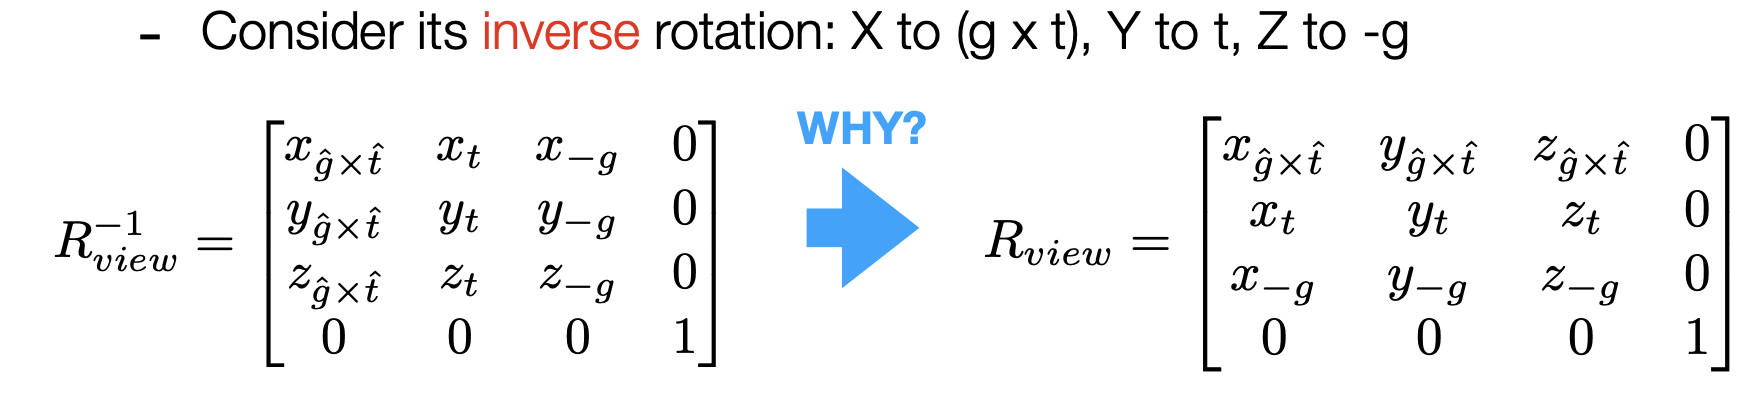 - Consider its inverse rotation: X to (g x t), Y to t, Z to -g
WHY?
R_{view}^{-1} = \begin{bmatrix} x_{\hat{g}\times\hat{t}} & x_t & x_{-g} & 0 \\ y_{\hat{g}\times\hat{t}} & y_t & y_{-g} & 0 \\ z_{\hat{g}\times\hat{t}} & z_t & z_{-g} & 0 \\ 0 & 0 & 0 & 1 \end{bmatrix}
R_{view} = \begin{bmatrix} x_{\hat{g}\times\hat{t}} & y_{\hat{g}\times\hat{t}} & z_{\hat{g}\times\hat{t}} & 0 \\ x_t & y_t & z_t & 0 \\ x_{-g} & y_{-g} & z_{-g} & 0 \\ 0 & 0 & 0 & 1 \end{bmatrix}